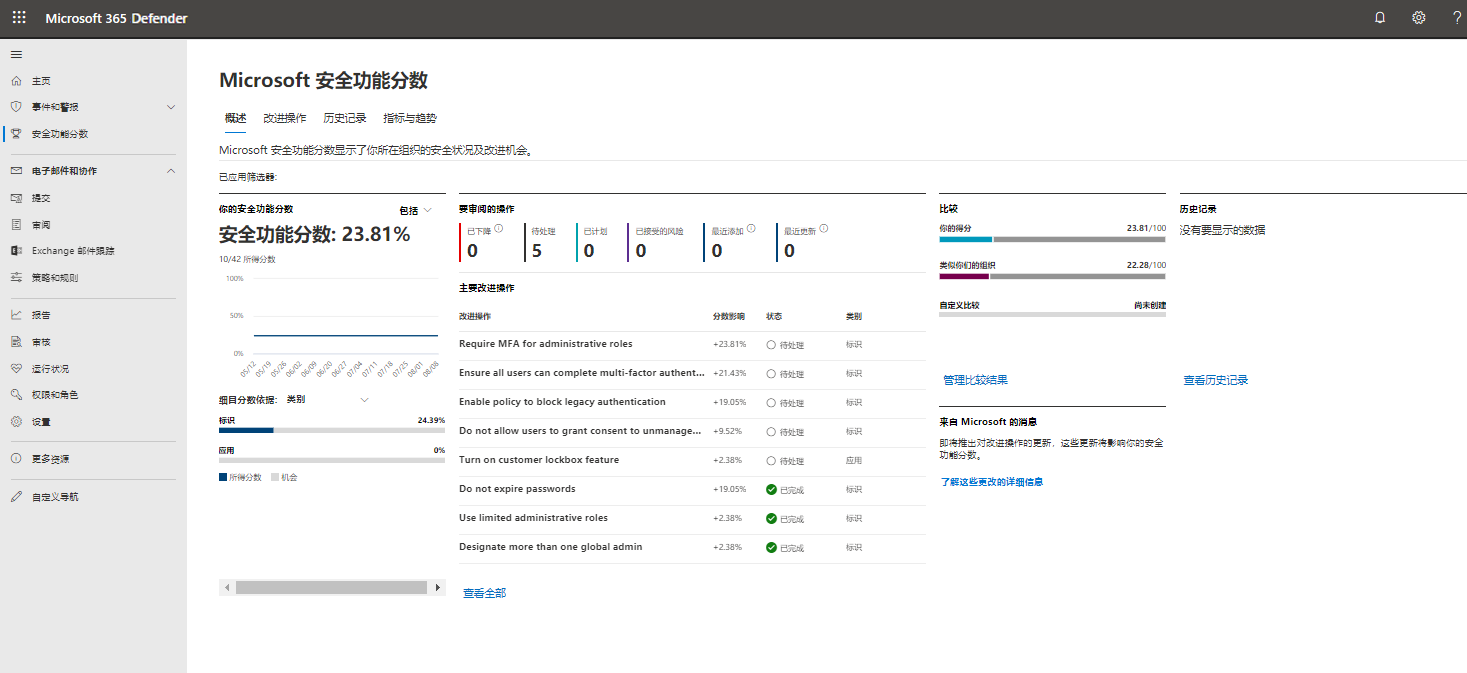 Microsoft 365 Defender
?
主页
事件和警报
安全功能分数
电子邮件和协作
提交
审阅
Exchange 邮件跟踪
策略和规则
报告
审核
运行状况
权限和角色
设置
更多资源
自定义导航
Microsoft 安全功能分数
概述 改进操作 历史记录 指标与趋势
Microsoft 安全功能分数显示了你所在组织的安全状况及改进机会。
已应用筛选器:
你的安全功能分数 包括
安全功能分数: 23.81%
10/42 所得分数
100%
50%
0%
05/12 05/19 05/26 06/02 06/09 06/20 06/27 07/04 07/11 07/18 07/25 08/01 08/08
细目分数依据: 类别
标识 24.39%
应用 0%
所得分数 机会
要审阅的操作
已下降 待处理 已计划 已接受的风险 最近添加 最近更新
0 5 0 0 0 0
主要改进操作
改进操作 分数影响 状态 类别
Require MFA for administrative roles +23.81% 待处理 标识
Ensure all users can complete multi-factor authent... +21.43% 待处理 标识
Enable policy to block legacy authentication +19.05% 待处理 标识
Do not allow users to grant consent to unmanage... +9.52% 待处理 标识
Turn on customer lockbox feature +2.38% 待处理 应用
Do not expire passwords +19.05% 已完成 标识
Use limited administrative roles +2.38% 已完成 标识
Designate more than one global admin +2.38% 已完成 标识
查看全部
比较
你的得分 23.81/100
类似你们的组织 22.28/100
自定义比较 尚未创建
管理比较结果
来自 Microsoft 的消息
即将推出对改进操作的更新，这些更新将影响你的安全
功能分数。
了解这些更改的详细信息
历史记录
没有要显示的数据
查看历史记录